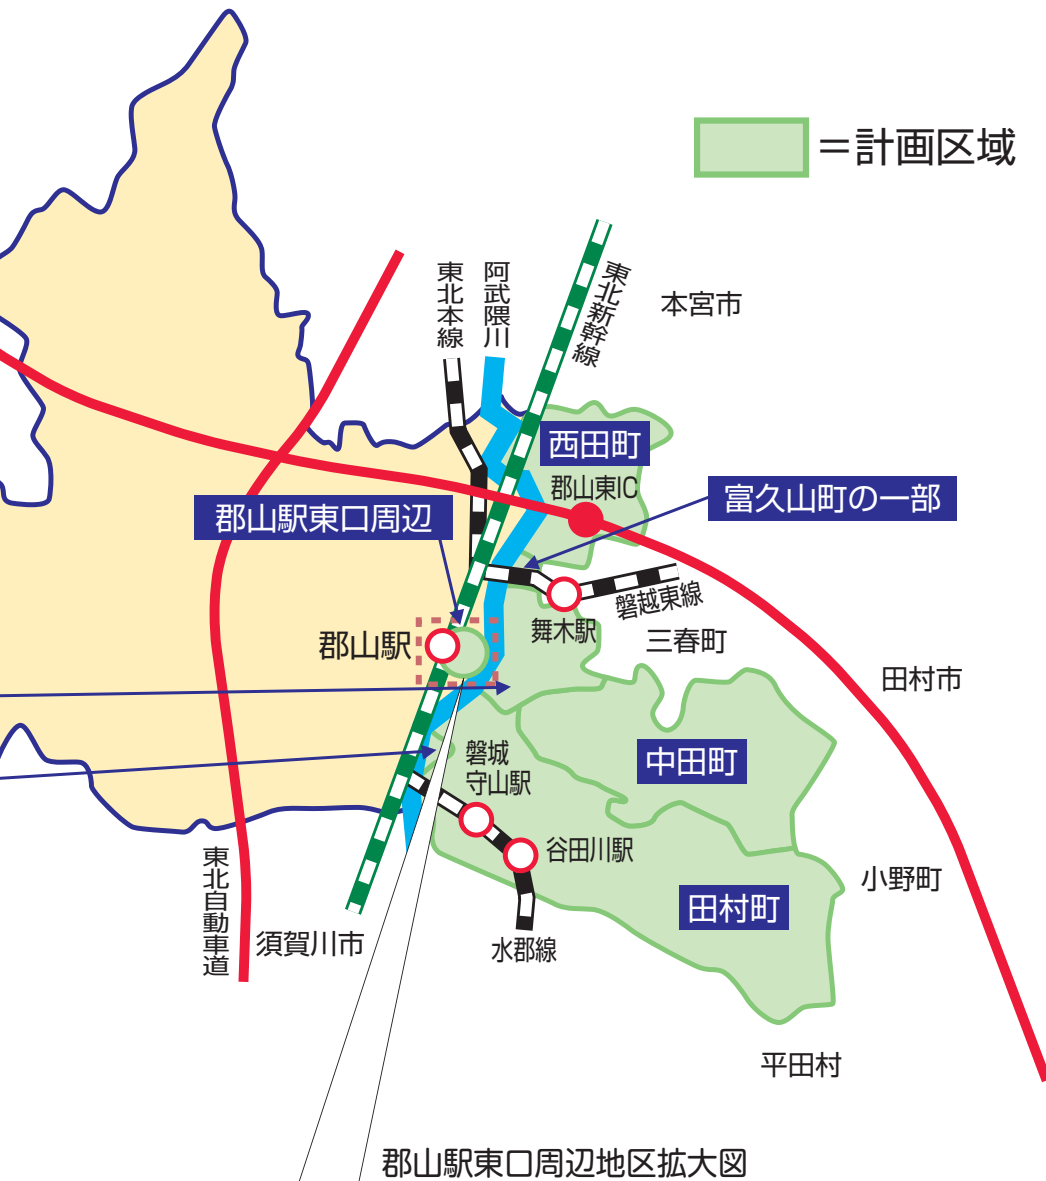 ＝計画区域
東北本線
阿武隈川
東北新幹線
本宮市
西田町
郡山東IC
富久山町の一部
郡山駅東口周辺
磐越東線
舞木駅
三春町
郡山駅
田村市
磐城
守山駅
中田町
谷田川駅
小野町
東北自動車道
田村町
須賀川市
水郡線
平田村
郡山駅東口周辺地区拡大図